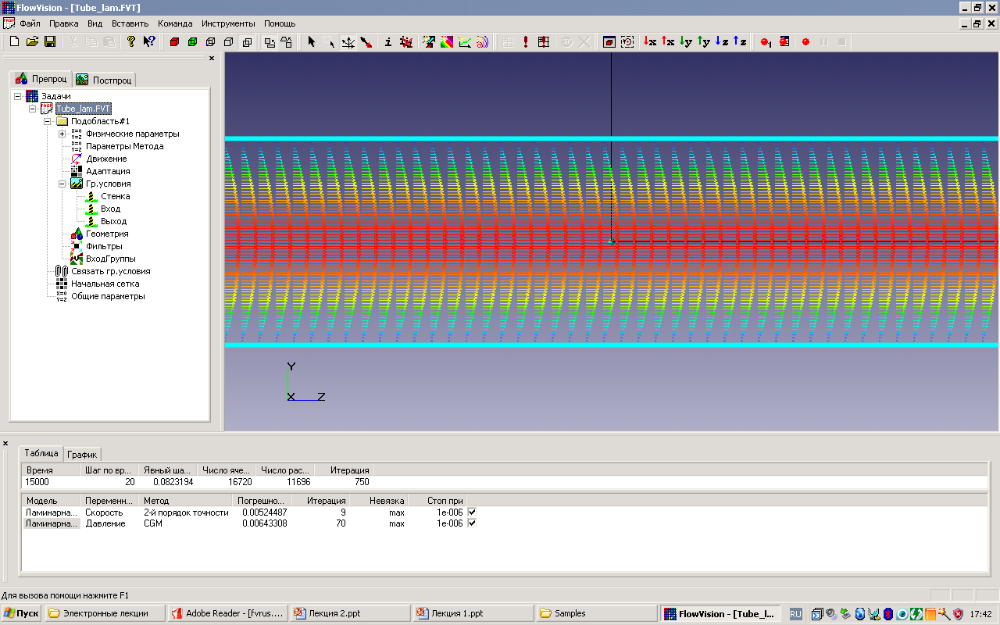 FlowVision - [Tube_lam.FVT]
Файл Правка Вид Вставить Команда Инструменты Помощь
Препроц Постпроц
Задачи
Tube_lam.FVT
Подобласть#1
Физические параметры
Параметры Метода
Движение
Адаптация
Гр.условия
Стенка
Вход
Выход
Геометрия
Фильтры
ВходГруппы
Связать гр.условия
Начальная сетка
Общие параметры
Y
X Z
Таблица График
Время Шаг по вр... Явный ша... Число яче... Число рас... Итерация
15000 20 0.0823194 16720 11696 750
Модель Переменн... Метод Погрешно... Итерация Невязка Стоп при
Ламинарна... Скорость 2-й порядок точности 0.00524487 9 max 1e-006
Ламинарна... Давление CGM 0.00643308 70 max 1e-006
Для вызова помощи нажмите F1
Пуск Электронные лекции Adobe Reader - [fvrus.... Лекция 2.ppt Лекция 1.ppt Samples FlowVision - [Tube_l... RU 17:42